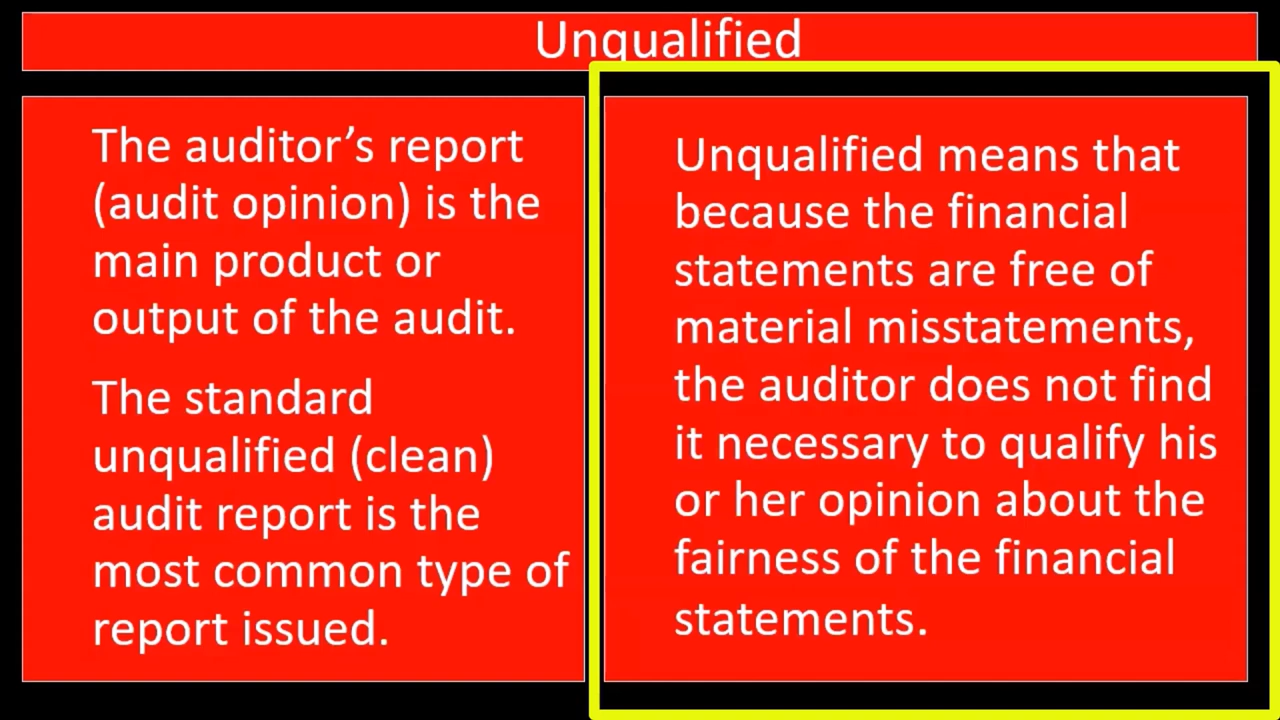 Unqualified
The auditor’s report
(audit opinion) is the
main product or
output of the audit.
The standard
unqualified (clean)
audit report is the
most common type of
report issued.
Unqualified means that
because the financial
statements are free of
material misstatements,
the auditor does not find
it necessary to qualify his
or her opinion about the
fairness of the financial
statements.